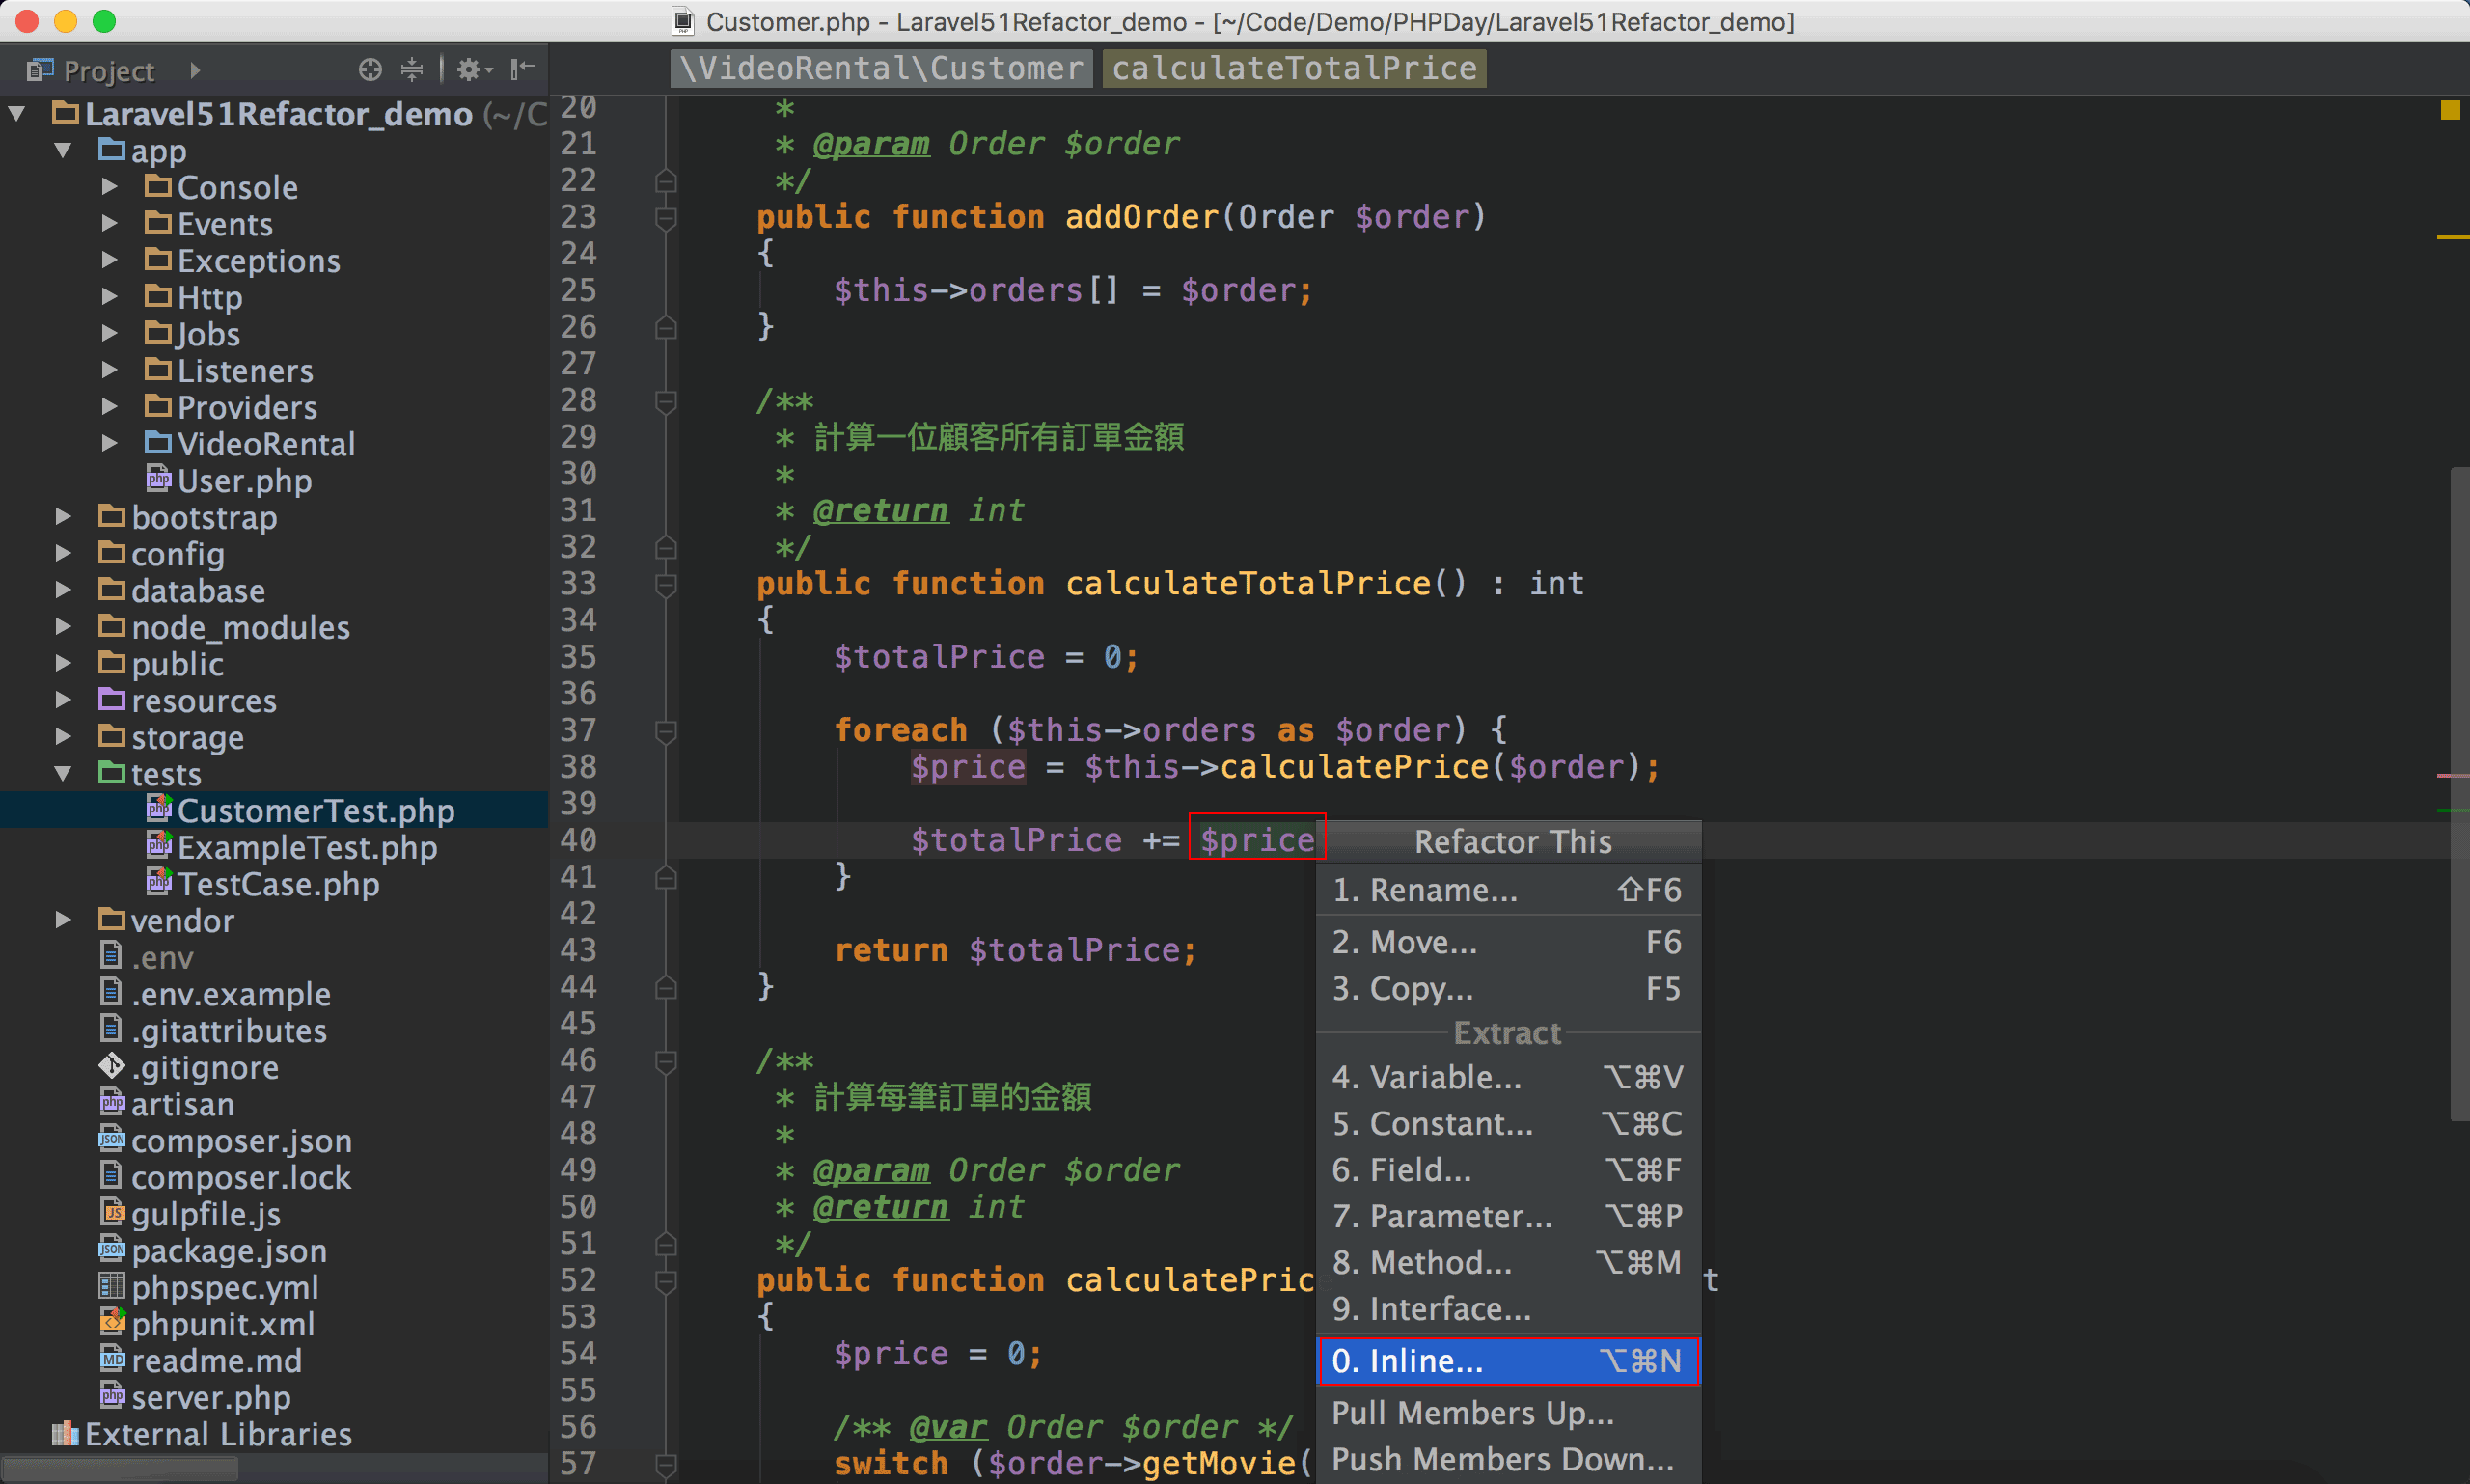 Customer.php - Laravel51Refactor_demo - [~/Code/Demo/PHPDay/Laravel51Refactor_demo]
Project
\VideoRental\Customer calculateTotalPrice
Laravel51Refactor_demo (~/C
app
Console
Events
Exceptions
Http
Jobs
Listeners
Providers
VideoRental
User.php
bootstrap
config
database
node_modules
public
resources
storage
tests
CustomerTest.php
ExampleTest.php
TestCase.php
vendor
.env
.env.example
.gitattributes
.gitignore
artisan
composer.json
composer.lock
gulpfile.js
package.json
phpspec.yml
phpunit.xml
readme.md
server.php
External Libraries
20 *
21 * @param Order $order
22 */
23 public function addOrder(Order $order)
24 {
25 $this->orders[] = $order;
26 }
27
28 /**
29 * 計算一位顧客所有訂單金額
30 *
31 * @return int
32 */
33 public function calculateTotalPrice() : int
34 {
35 $totalPrice = 0;
36
37 foreach ($this->orders as $order) {
38 $price = $this->calculatePrice($order);
39
40 $totalPrice += $price
41 }
42
43 return $totalPrice;
44 }
45
46 /**
47 * 計算每筆訂單的金額
48 *
49 * @param Order $order
50 * @return int
51 */
52 public function calculatePric t
53 {
54 $price = 0;
55
56 /** @var Order $order */
57 switch ($order->getMovie(
Refactor This
1. Rename... ⇧F6
2. Move... F6
3. Copy... F5
Extract
4. Variable... ⌥⌘V
5. Constant... ⌥⌘C
6. Field... ⌥⌘F
7. Parameter... ⌥⌘P
8. Method... ⌥⌘M
9. Interface...
0. Inline... ⌥⌘N
Pull Members Up...
Push Members Down...